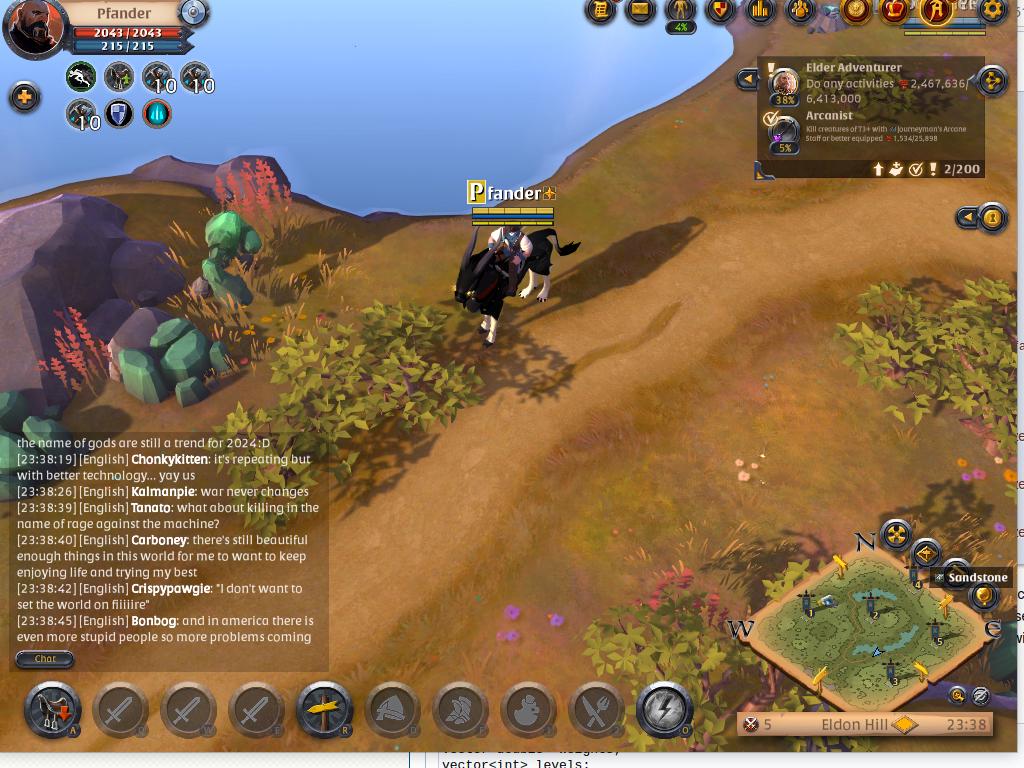 Pfander
2043/2043
215/215
10
10
10
4%
Elder Adventurer
Do any activities 2,467,636/
6,413,000
38%
Arcanist
Kill creatures of T3+ with Journeyman's Arcane
Staff or better equipped 1,534/25,898
5%
2/200
Pfander
the name of gods are still a trend for 2024:D
[23:38:19] [English] Chonkykitten: it's repeating but
with better technology... yay us
[23:38:26] [English] Kalmanpie: war never changes
[23:38:39] [English] Tanato: what about killing in the
name of rage against the machine?
[23:38:40] [English] Carboney: there's still beautiful
enough things in this world for me to want to keep
enjoying life and trying my best
[23:38:42] [English] Crispypawgie: "I don't want to
set the world on fiiiiire"
[23:38:45] [English] Bonbog: and in america there is
even more stupid people so more problems coming
Chat
N
Sandstone
W
E
1
2
3
4
5
A
Q
W
E
R
D
F
O
5
Eldon Hill
23:38
vector<int> levels;